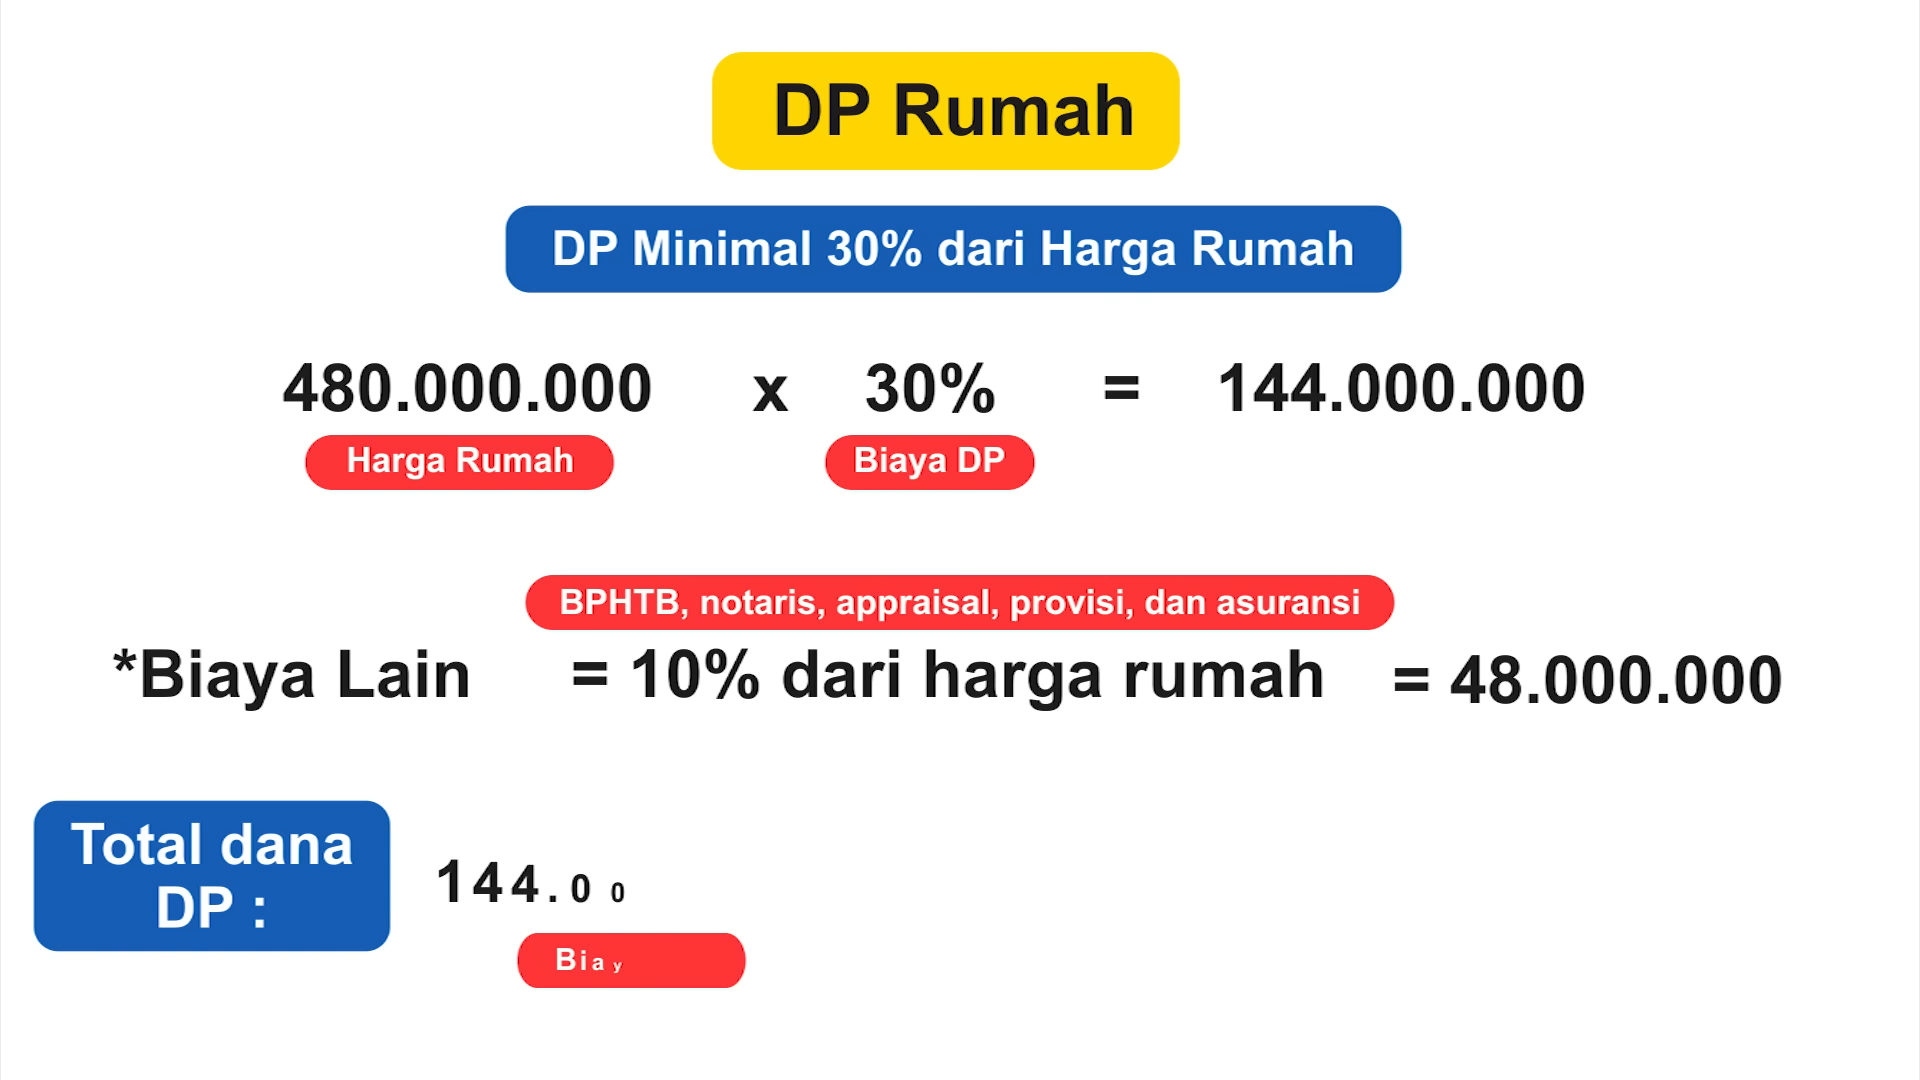 DP Rumah
DP Minimal 30% dari Harga Rumah
480.000.000 x 30% = 144.000.000
Harga Rumah Biaya DP
BPHTB, notaris, appraisal, provisi, dan asuransi
*Biaya Lain = 10% dari harga rumah = 48.000.000
Total dana
DP :
144.00
Biay